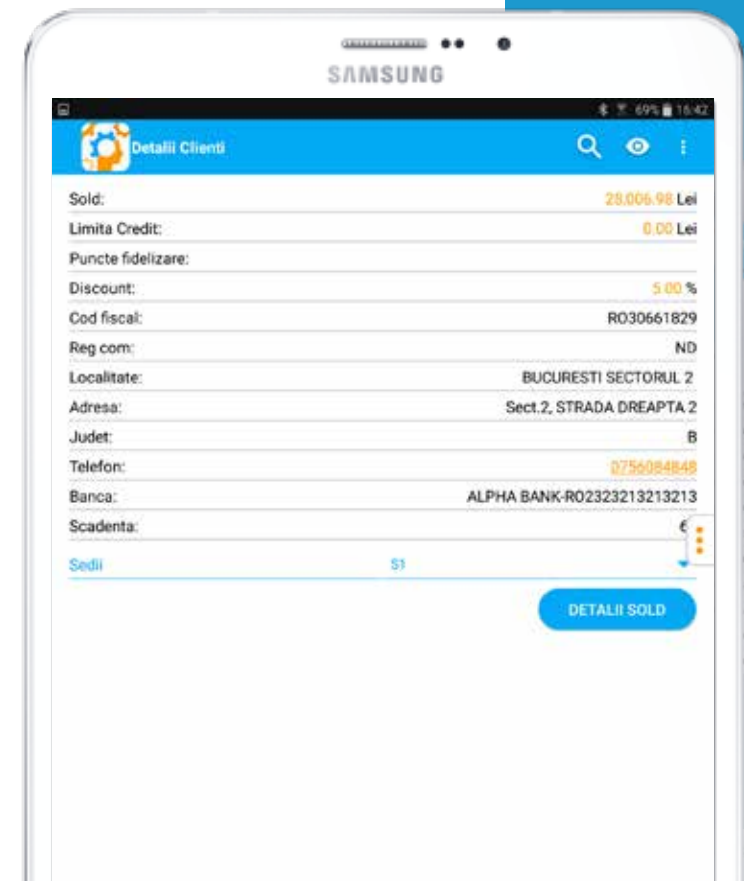 SAMSUNG
69% 16:42
Detalii Clienti
Sold: 28,006.98 Lei
Limita Credit: 0.00 Lei
Puncte fidelizare:
Discount: 5.00 %
Cod fiscal: RO30661829
Reg com: ND
Localitate: BUCURESTI SECTORUL 2
Adresa: Sect.2, STRADA DREAPTA 2
Judet: B
Telefon: 0756084848
Banca: ALPHA BANK-RO2323213213213
Scadenta:
Sedii S1
DETALII SOLD